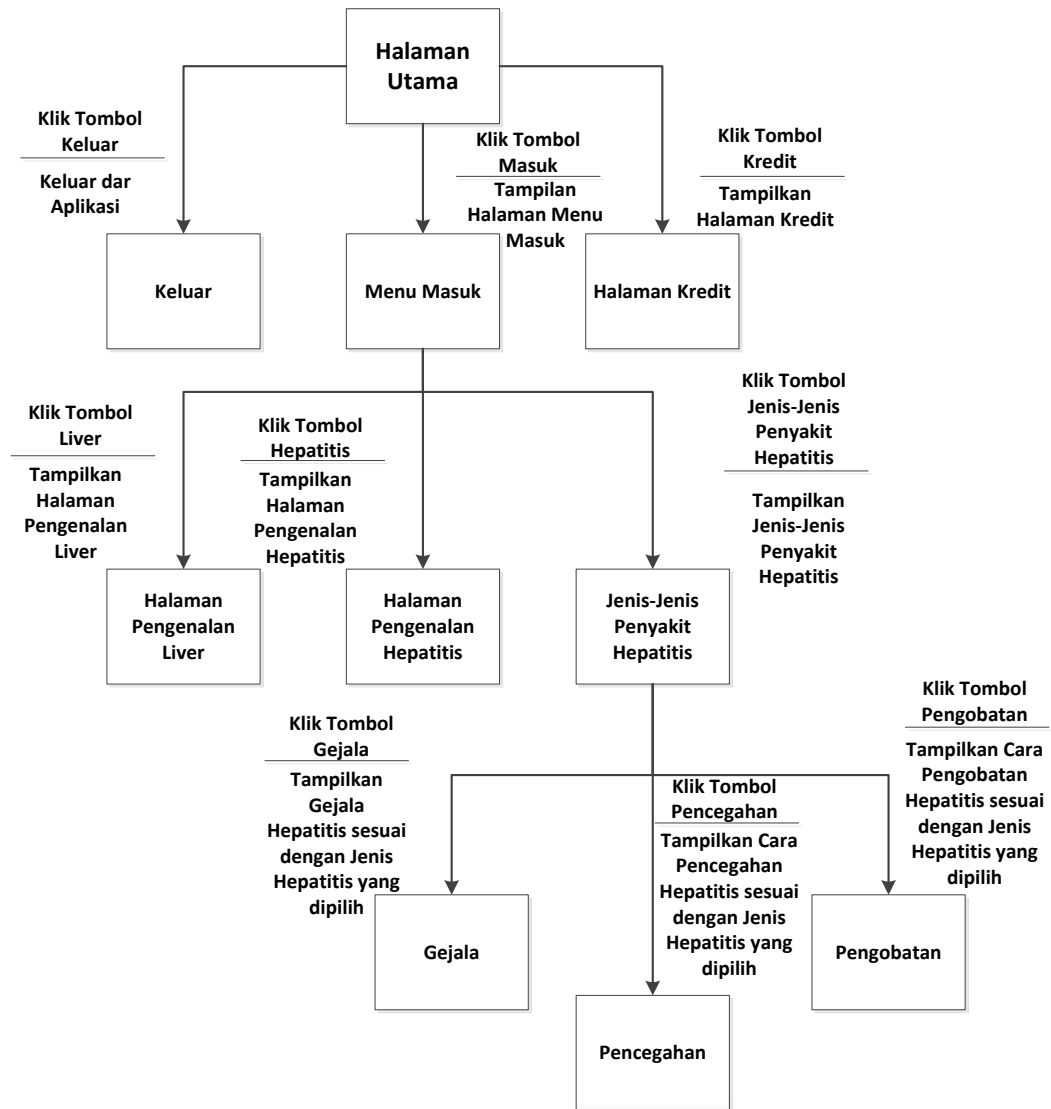 Halaman
Utama
Klik Tombol
Keluar
Keluar dar
Aplikasi
Klik Tombol
Masuk
Tampilan
Halaman Menu
Masuk
Klik Tombol
Kredit
Tampilkan
Halaman Kredit
Keluar
Menu Masuk
Halaman Kredit
Klik Tombol
Liver
Tampilkan
Halaman
Pengenalan
Liver
Klik Tombol
Hepatitis
Tampilkan
Halaman
Pengenalan
Hepatitis
Klik Tombol
Jenis-Jenis
Penyakit
Hepatitis
Tampilkan
Jenis-Jenis
Penyakit
Hepatitis
Halaman
Pengenalan
Liver
Halaman
Pengenalan
Hepatitis
Jenis-Jenis
Penyakit
Hepatitis
Klik Tombol
Gejala
Tampilkan
Gejala
Hepatitis sesuai
dengan Jenis
Hepatitis yang
dipilih
Klik Tombol
Pencegahan
Tampilkan Cara
Pencegahan
Hepatitis sesuai
dengan Jenis
Hepatitis yang
dipilih
Klik Tombol
Pengobatan
Tampilkan Cara
Pengobatan
Hepatitis sesuai
dengan Jenis
Hepatitis yang
dipilih
Gejala
Pencegahan
Pengobatan